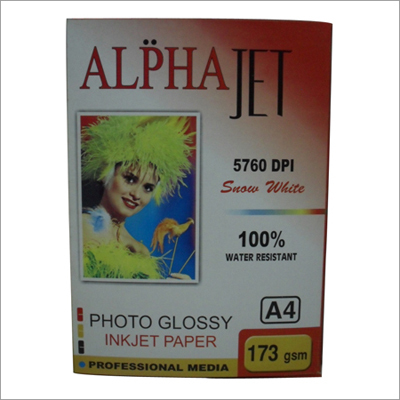 ALPHA JET
5760 DPI
Snow White
100%
WATER RESISTANT
A4
PHOTO GLOSSY
INKJET PAPER
173 gsm
PROFESSIONAL MEDIA